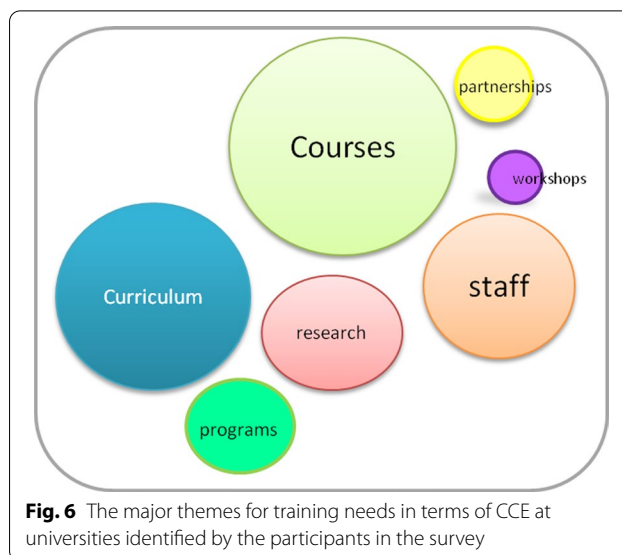 partnerships
Courses
workshops
staff
Curriculum
research
programs
Fig. 6 The major themes for training needs in terms of CCE at
universities identified by the participants in the survey